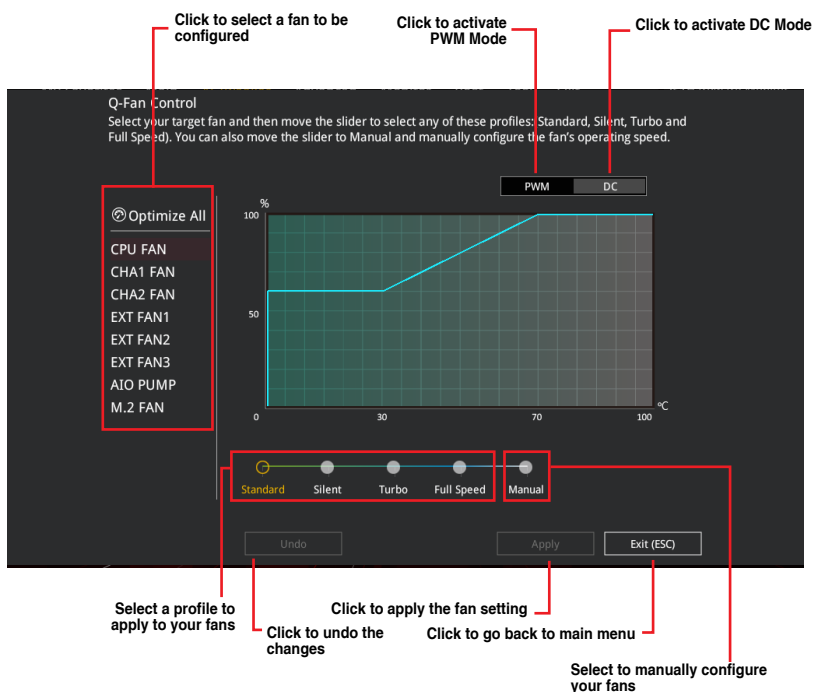 Click to select a fan to be
configured
Click to activate
PWM Mode
Click to activate DC Mode
Q-Fan Control
Select your target fan and then move the slider to select any of these profiles: Standard, Silent, Turbo and
Full Speed). You can also move the slider to Manual and manually configure the fan's operating speed.
PWM DC
Optimize All
CPU FAN
CHA1 FAN
CHA2 FAN
EXT FAN1
EXT FAN2
EXT FAN3
AIO PUMP
M.2 FAN
%
100
50
0 30 70 100
°C
Standard Silent Turbo Full Speed Manual
Undo Apply Exit (ESC)
Select a profile to
apply to your fans
Click to undo the
changes
Click to apply the fan setting
Click to go back to main menu
Select to manually configure
your fans